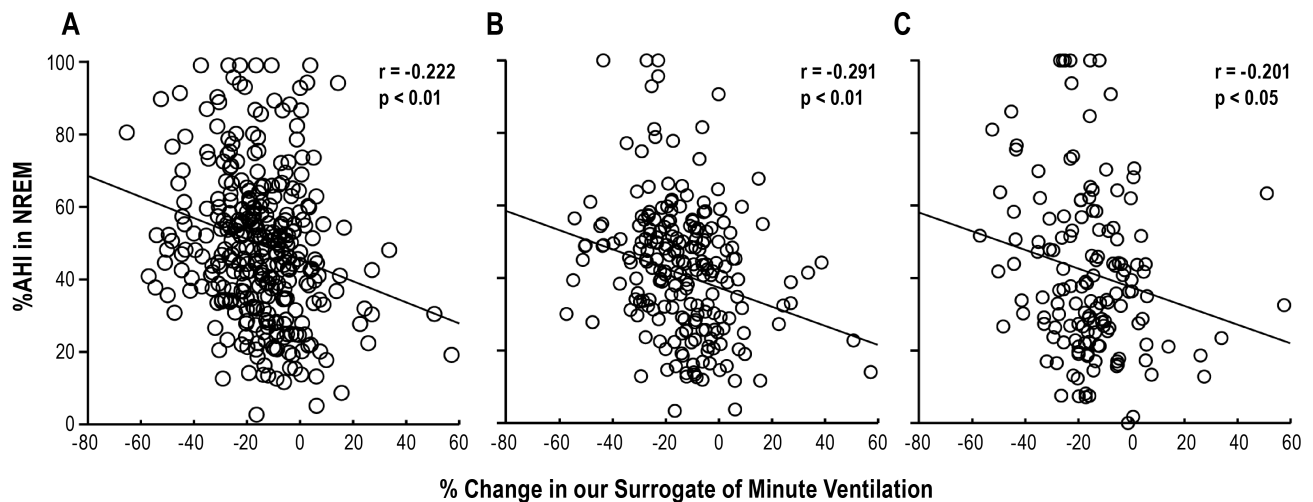 A
B
C
r = -0.222
p < 0.01
r = -0.291
p < 0.01
r = -0.201
p < 0.05
%AHI in NREM
100
80
60
40
20
0
-80 -60 -40 -20 0 20 40 60
-80 -60 -40 -20 0 20 40 60
-80 -60 -40 -20 0 20 40 60
% Change in our Surrogate of Minute Ventilation